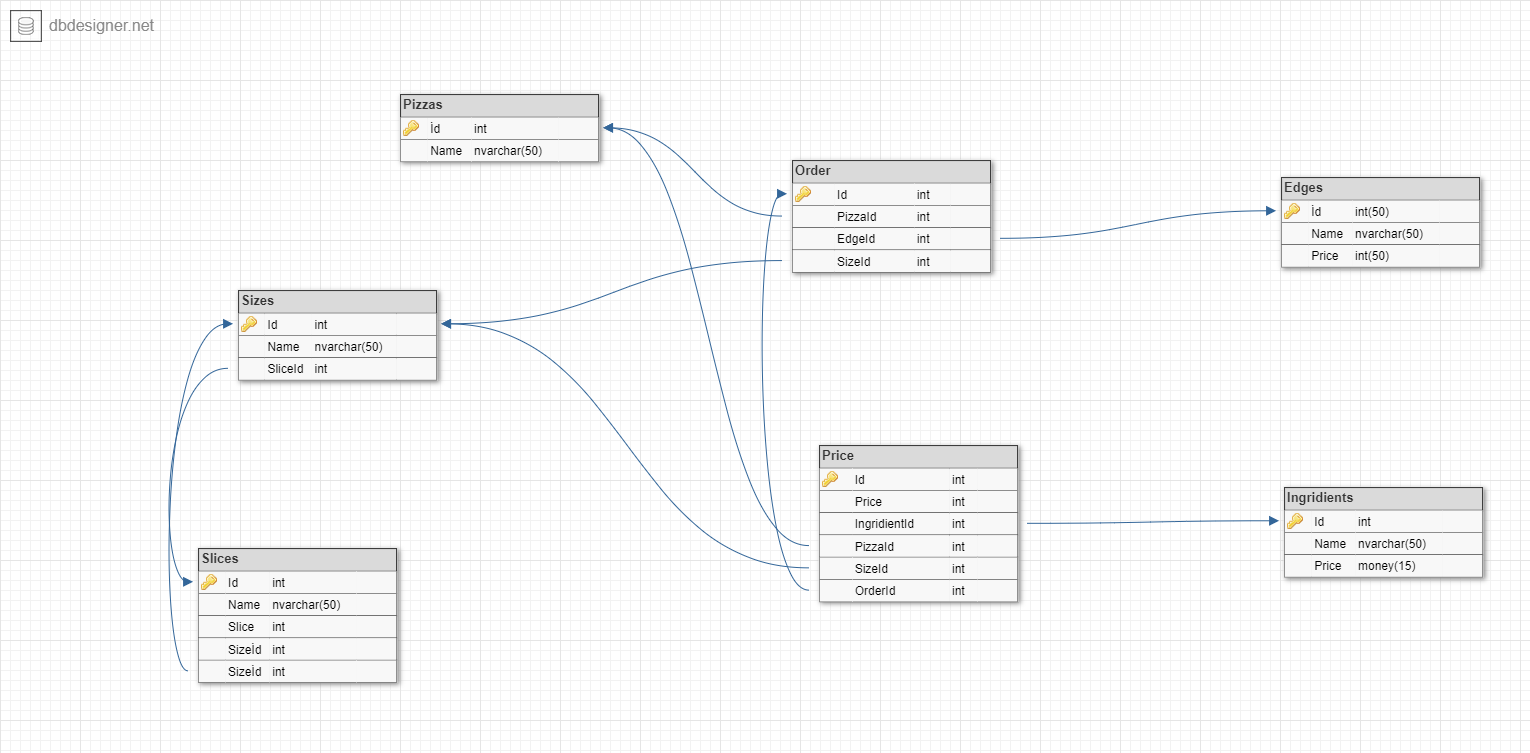 dbdesigner.net
Pizzas
İd int
Name nvarchar(50)
Order
Id int
PizzaId int
EdgeId int
SizeId int
Edges
İd int(50)
Name nvarchar(50)
Price int(50)
Sizes
Id int
Name nvarchar(50)
SliceId int
Price
Id int
Price int
IngridientId int
PizzaId int
SizeId int
OrderId int
Ingridients
Id int
Name nvarchar(50)
Price money(15)
Slices
Id int
Name nvarchar(50)
Slice int
Sizeİd int
Sizeİd int